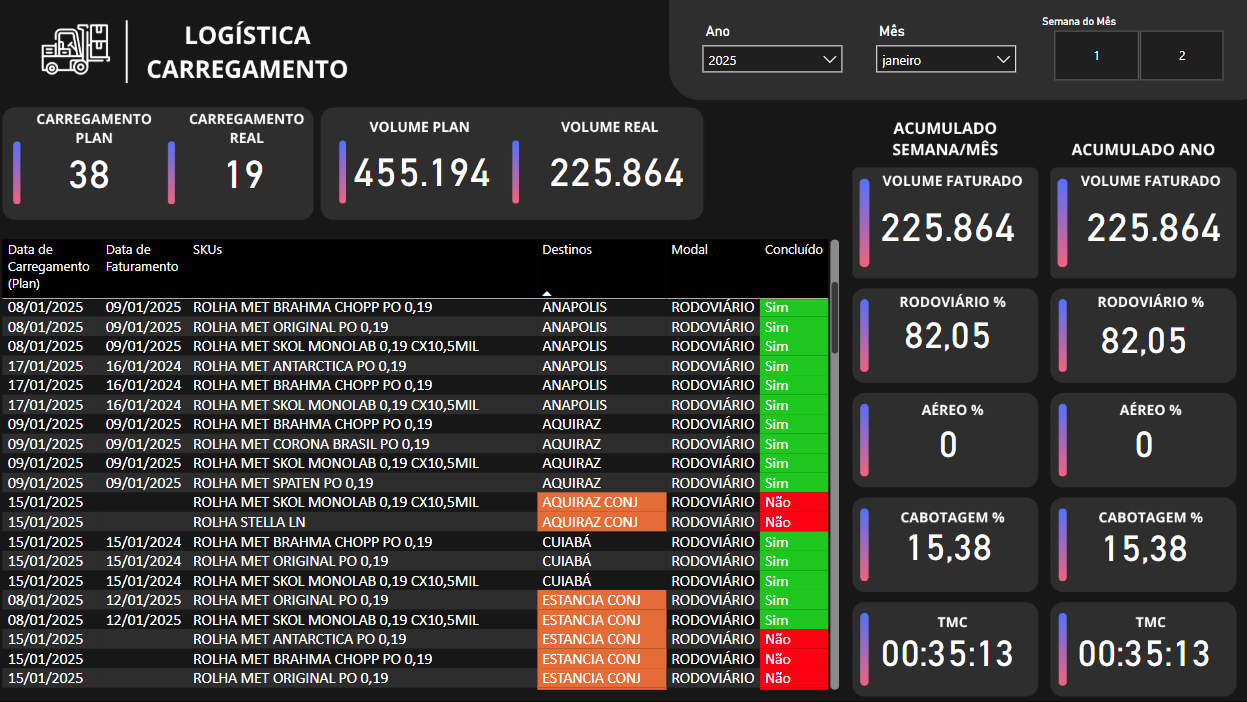 LOGÍSTICA
CARREGAMENTO
Ano
2025
Mês
janeiro
Semana do Mês
1
2
CARREGAMENTO
PLAN
38
CARREGAMENTO
REAL
19
VOLUME PLAN
455.194
VOLUME REAL
225.864
ACUMULADO
SEMANA/MÊS
VOLUME FATURADO
225.864
RODOVIÁRIO %
82,05
AÉREO %
0
CABOTAGEM %
15,38
TMC
00:35:13
ACUMULADO ANO
VOLUME FATURADO
225.864
RODOVIÁRIO %
82,05
AÉREO %
0
CABOTAGEM %
15,38
TMC
00:35:13
Data de Carregamento (Plan) Data de Faturamento SKUs Destinos Modal Concluído
08/01/2025 09/01/2025 ROLHA MET BRAHMA CHOPP PO 0,19 ANAPOLIS RODOVIÁRIO Sim
08/01/2025 09/01/2025 ROLHA MET ORIGINAL PO 0,19 ANAPOLIS RODOVIÁRIO Sim
08/01/2025 09/01/2025 ROLHA MET SKOL MONOLAB 0,19 CX10,5MIL ANAPOLIS RODOVIÁRIO Sim
17/01/2025 16/01/2024 ROLHA MET ANTARCTICA PO 0,19 ANAPOLIS RODOVIÁRIO Sim
17/01/2025 16/01/2024 ROLHA MET BRAHMA CHOPP PO 0,19 ANAPOLIS RODOVIÁRIO Sim
17/01/2025 16/01/2024 ROLHA MET SKOL MONOLAB 0,19 CX10,5MIL ANAPOLIS RODOVIÁRIO Sim
09/01/2025 09/01/2025 ROLHA MET BRAHMA CHOPP PO 0,19 AQUIRAZ RODOVIÁRIO Sim
09/01/2025 09/01/2025 ROLHA MET CORONA BRASIL PO 0,19 AQUIRAZ RODOVIÁRIO Sim
09/01/2025 09/01/2025 ROLHA MET SKOL MONOLAB 0,19 CX10,5MIL AQUIRAZ RODOVIÁRIO Sim
09/01/2025 09/01/2025 ROLHA MET SPATEN PO 0,19 AQUIRAZ RODOVIÁRIO Sim
15/01/2025 ROLHA MET SKOL MONOLAB 0,19 CX10,5MIL AQUIRAZ CONJ RODOVIÁRIO Não
15/01/2025 ROLHA STELLA LN AQUIRAZ CONJ RODOVIÁRIO Não
15/01/2025 15/01/2024 ROLHA MET BRAHMA CHOPP PO 0,19 CUIABÁ RODOVIÁRIO Sim
15/01/2025 15/01/2024 ROLHA MET ORIGINAL PO 0,19 CUIABÁ RODOVIÁRIO Sim
15/01/2025 15/01/2024 ROLHA MET SKOL MONOLAB 0,19 CX10,5MIL CUIABÁ RODOVIÁRIO Sim
08/01/2025 12/01/2025 ROLHA MET ORIGINAL PO 0,19 ESTANCIA CONJ RODOVIÁRIO Sim
08/01/2025 12/01/2025 ROLHA MET SKOL MONOLAB 0,19 CX10,5MIL ESTANCIA CONJ RODOVIÁRIO Sim
15/01/2025 ROLHA MET ANTARCTICA PO 0,19 ESTANCIA CONJ RODOVIÁRIO Não
15/01/2025 ROLHA MET BRAHMA CHOPP PO 0,19 ESTANCIA CONJ RODOVIÁRIO Não
15/01/2025 ROLHA MET ORIGINAL PO 0,19 ESTANCIA CONJ RODOVIÁRIO Não